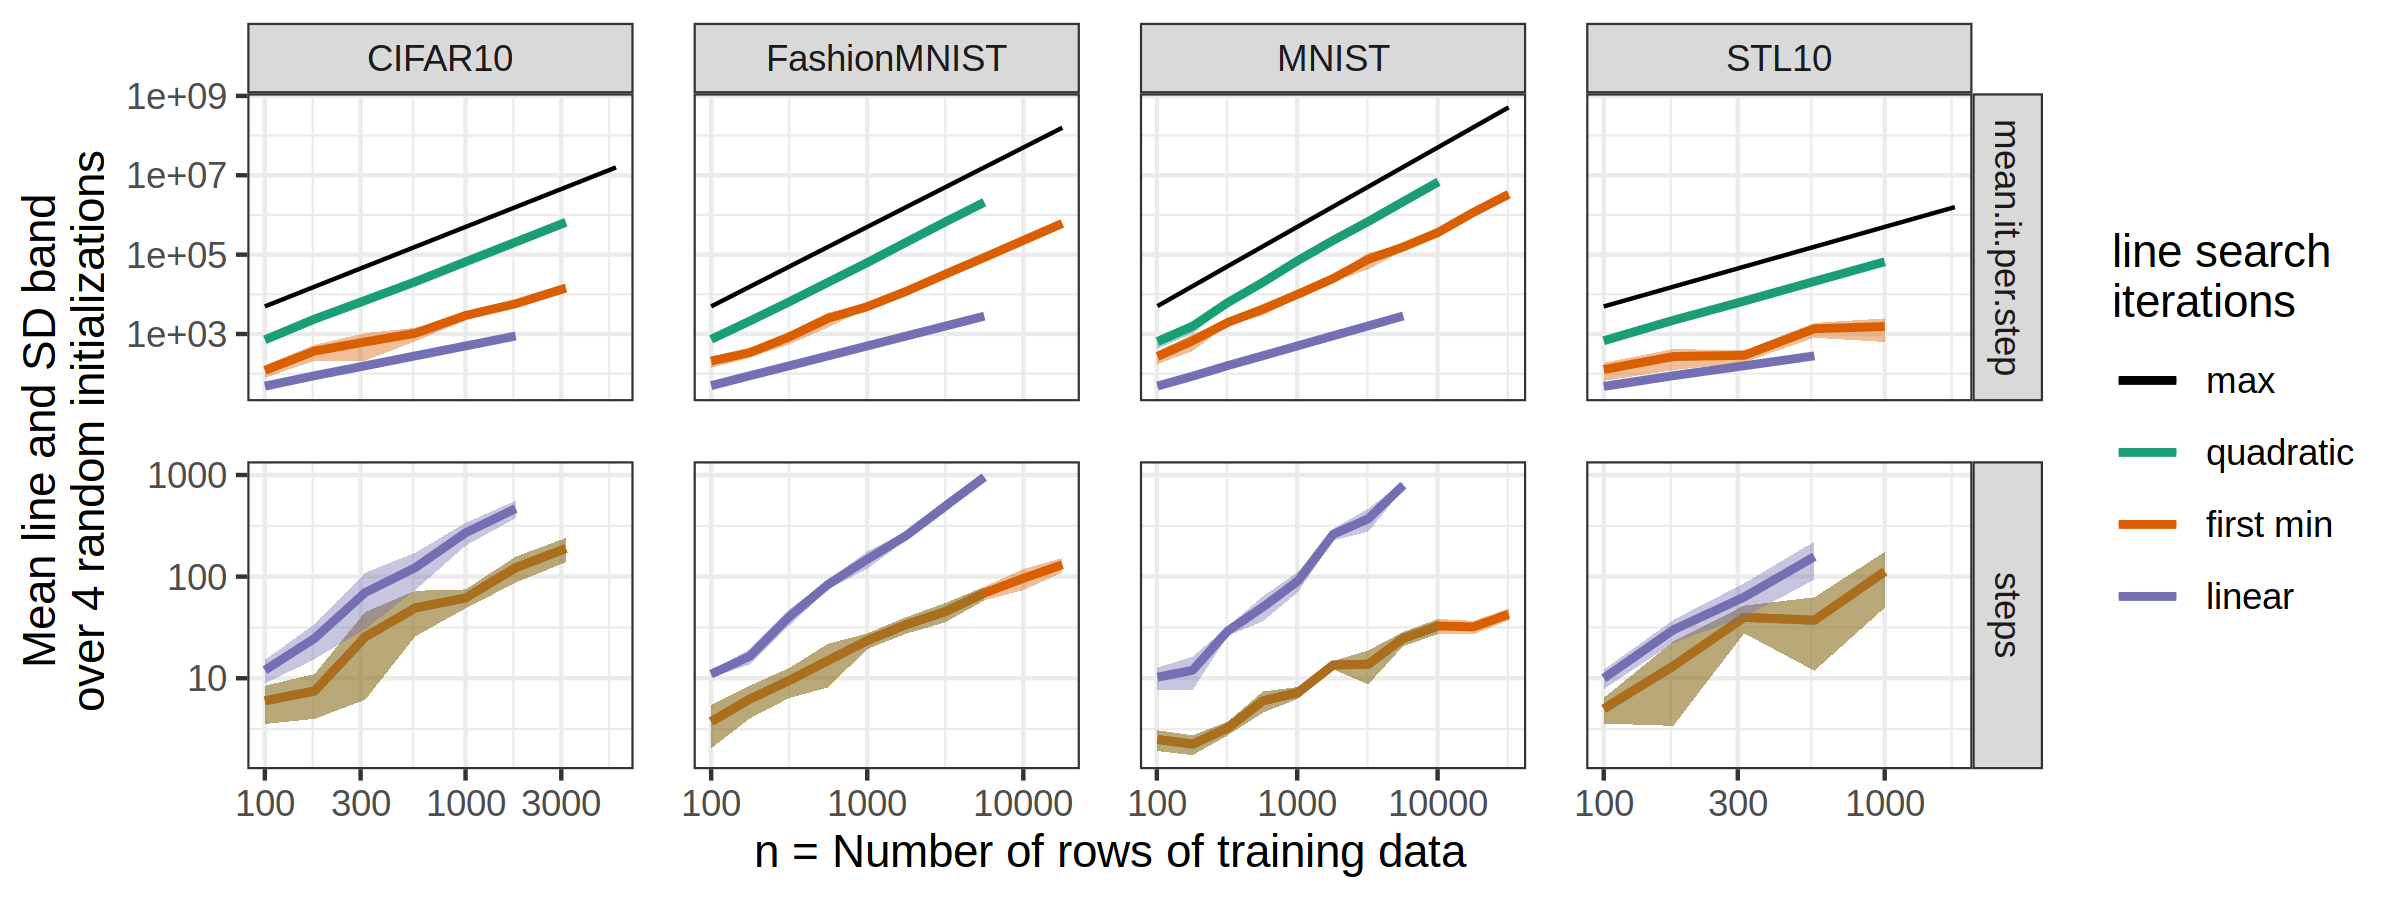 CIFAR10
FashionMNIST
MNIST
STL10
1e+09
1e+07
1e+05
1e+03
mean.it.per.step
1000
100
10
steps
Mean line and SD band
over 4 random initializations
100 300 1000 3000
100 1000 10000
100 1000 10000
100 300 1000
n = Number of rows of training data
line search
iterations
max
quadratic
first min
linear